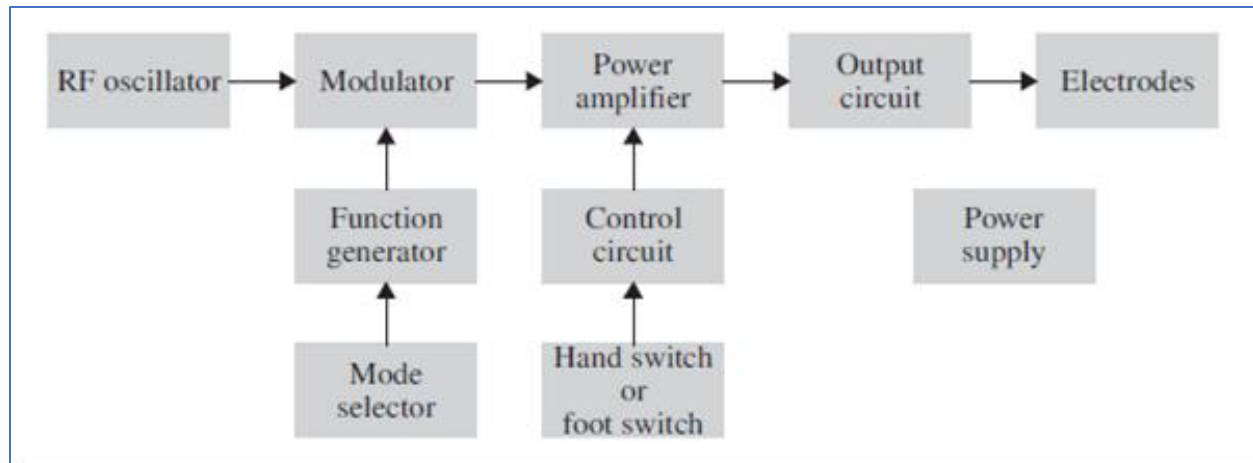 RF oscillator
Modulator
Power
amplifier
Output
circuit
Electrodes
Function
generator
Control
circuit
Power
supply
Mode
selector
Hand switch
or
foot switch